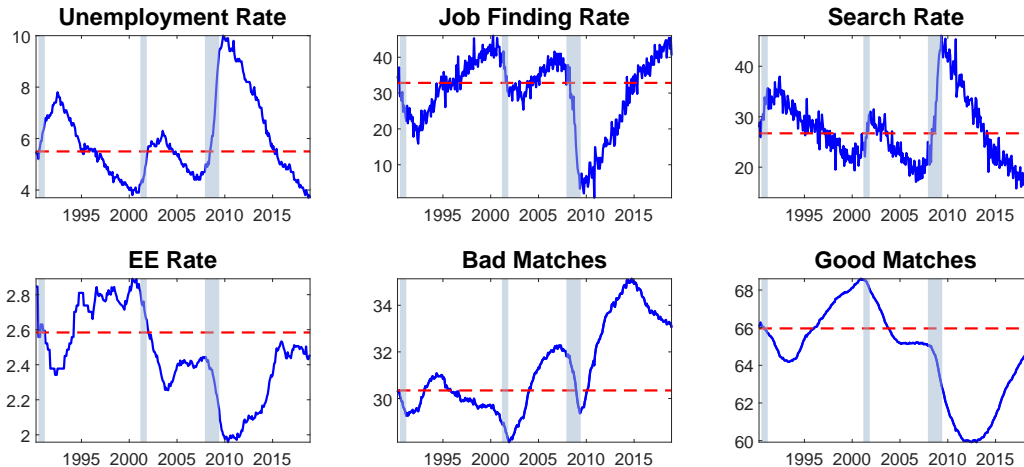 Unemployment Rate
10
8
6
4
1995 2000 2005 2010 2015
Job Finding Rate
40
30
20
10
1995 2000 2005 2010 2015
Search Rate
40
30
20
1995 2000 2005 2010 2015
EE Rate
2.8
2.6
2.4
2.2
2
1995 2000 2005 2010 2015
Bad Matches
34
32
30
1995 2000 2005 2010 2015
Good Matches
68
66
64
62
60
1995 2000 2005 2010 2015